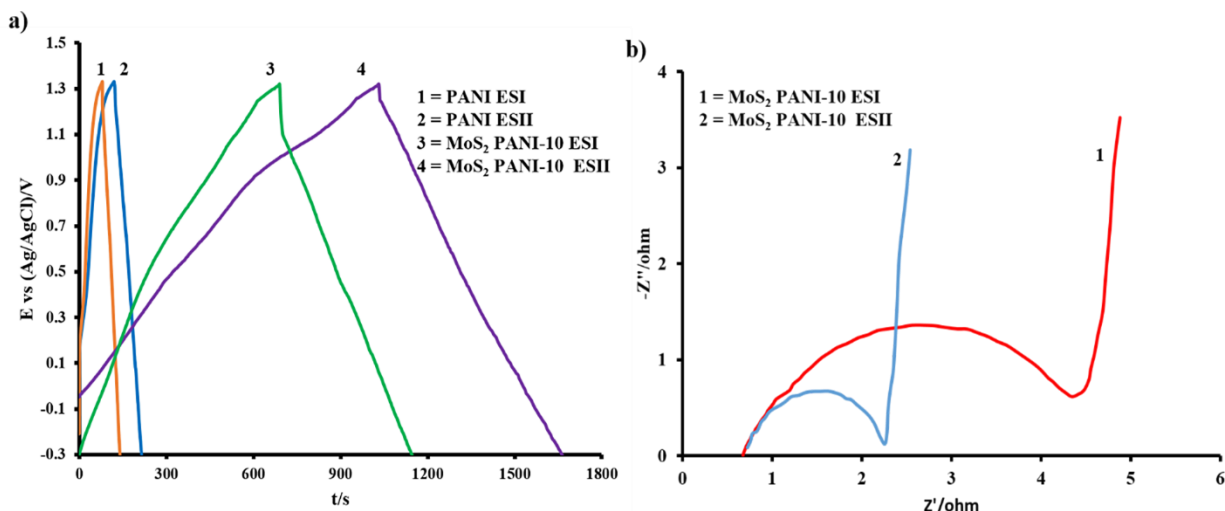 a)
1.5
1.3
1.1
0.9
0.7
0.5
0.3
0.1
-0.1
-0.3
E vs (Ag/AgCl)/V
1
2
3
4
1 = PANI ESI
2 = PANI ESII
3 = MoS₂ PANI-10 ESI
4 = MoS₂ PANI-10 ESII
0
300
600
900
1200
1500
1800
t/s
b)
4
3
2
1
0
-Z''/ohm
1 = MoS₂ PANI-10 ESI
2 = MoS₂ PANI-10 ESII
2
1
0
1
2
3
4
5
6
Z'/ohm